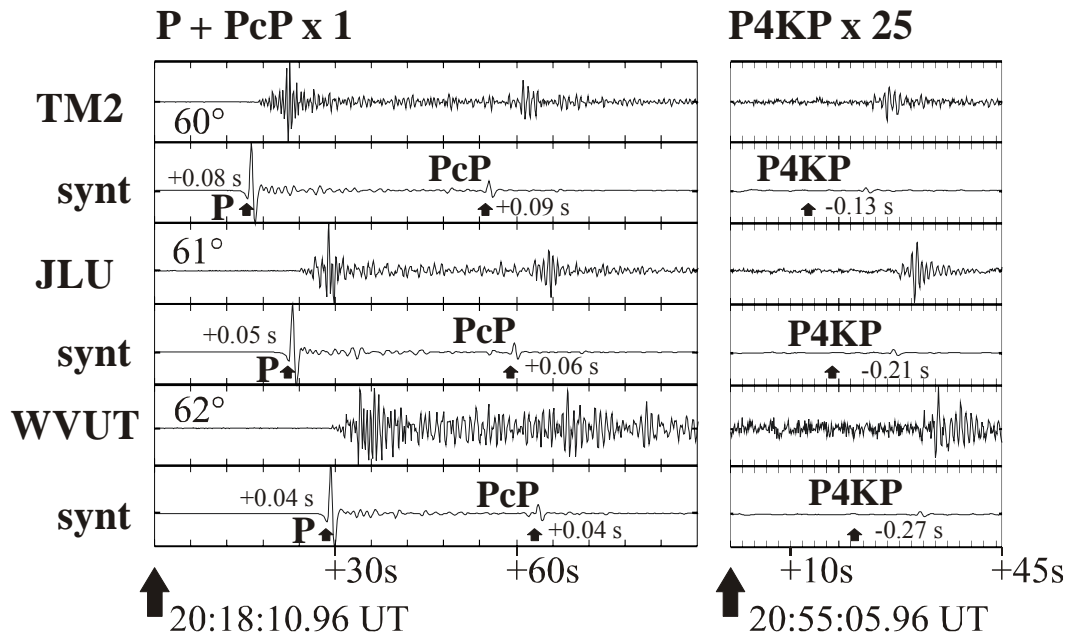 P + PcP x 1
P4KP x 25
TM2
60°
synt
+0.08 s
P
PcP
+0.09 s
P4KP
-0.13 s
JLU
61°
synt
+0.05 s
P
PcP
+0.06 s
P4KP
-0.21 s
WVUT
62°
synt
+0.04 s
P
PcP
+0.04 s
P4KP
-0.27 s
+30s
+60s
+10s
+45s
20:18:10.96 UT
20:55:05.96 UT